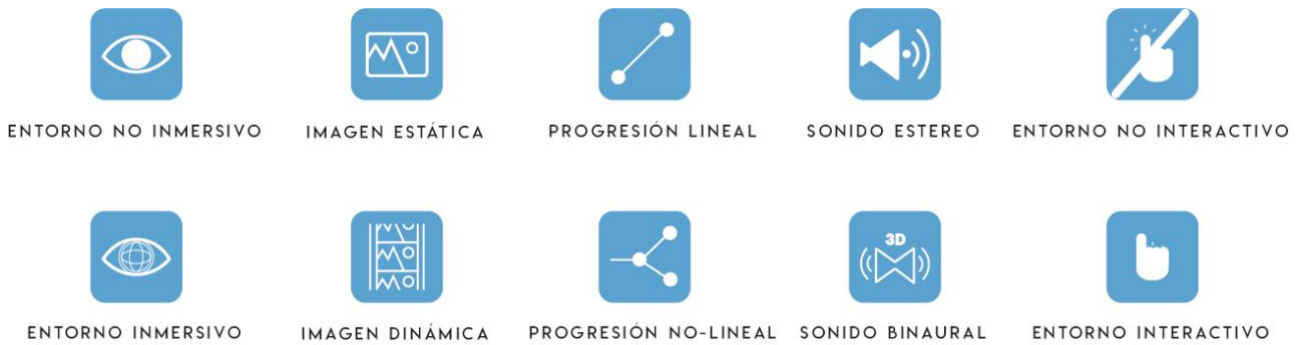 ENTORNO NO INMERSIVO
IMAGEN ESTÁTICA
PROGRESIÓN LINEAL
SONIDO ESTEREO
ENTORNO NO INTERACTIVO
3D
ENTORNO INMERSIVO
IMAGEN DINÁMICA
PROGRESIÓN NO-LINEAL
SONIDO BINAURAL
ENTORNO INTERACTIVO